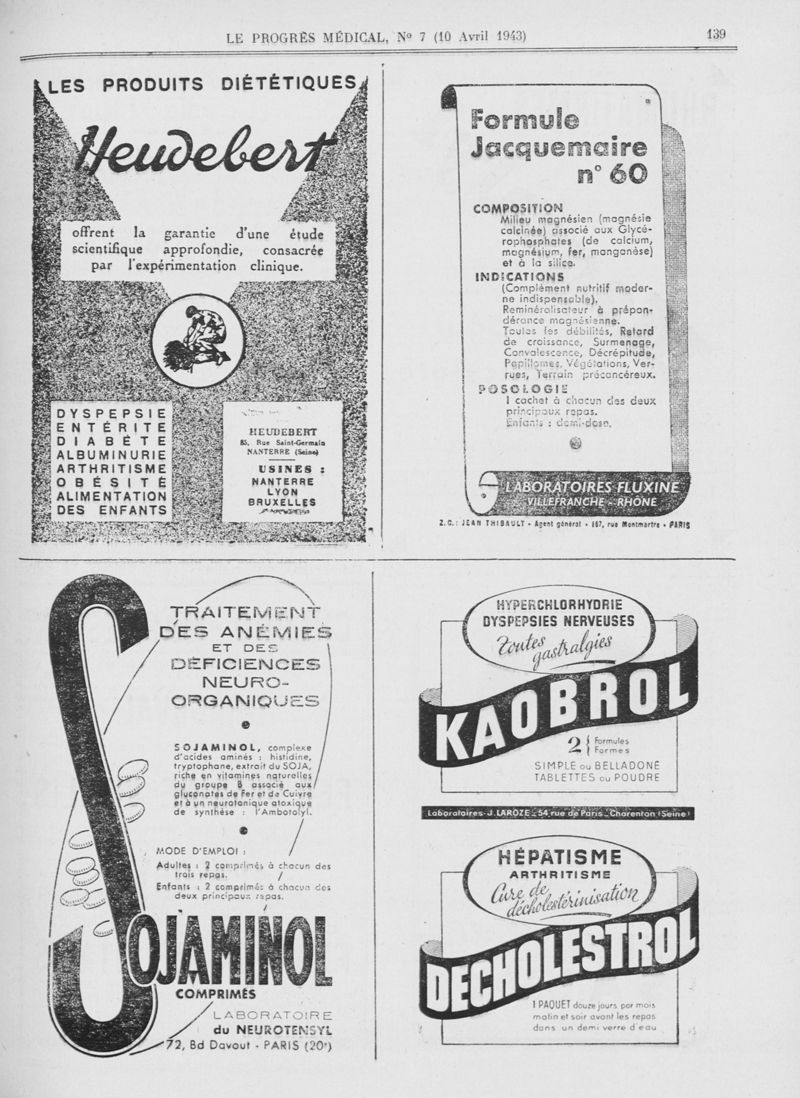 LE PROGRÈS MÉDICAL, Nº 7 (10 Avril 1943)
139
LES PRODUITS DIÉTÉTIQUES
Heudebert
offrent la garantie d'une étude
scientifique approfondie, consacrée
par l'expérimentation clinique.
DYSPEPSIE
ENTÉRITE
DIABÈTE
ALBUMINURIE
ARTHRITISME
OBÉSITÉ
ALIMENTATION
DES ENFANTS
HEUDEBERT
85, Rue Saint-Germain
NANTERRE (Seine)
USINES :
NANTERRE
LYON
BRUXELLES
Formule
Jacquemaire
n° 60
COMPOSITION
Milieu magnésien (magnésie
calcinée) associé aux Glycé-
rophosphates (de calcium,
magnésium, fer, manganèse)
et à la silice.
INDICATIONS
(Complément nutritif moder-
ne indispensable).
Reminéralisateur à prépon-
dérance magnésienne.
Toutes les débilités, Retard
de croissance, Surmenage,
Convalescence, Décrépitude,
Papillomes, Végétations, Ver-
rues, Terrain précancéreux.
POSOLOGIE
1 cachet à chacun des deux
principaux repas.
Enfants : demi-dose.
LABORATOIRES FLUXINE
VILLEFRANCHE - RHÔNE
Z.O. : JEAN THIBAULT - Agent général - 167, rue Montmartre - PARIS
TRAITEMENT
DES ANÉMIES
ET DES
DÉFICIENCES
NEURO-
ORGANIQUES
SOJAMINOL, complexe
d'acides aminés : histidine,
tryptophane, extrait du SOJA,
riche en vitamines naturelles
du groupe B associé aux
gluconates de Fer et de Cuivre
et à un neurotonique atoxique
de synthèse : l'Ambotolyl.
MODE D'EMPLOI :
Adultes : 2 comprimés à chacun des
trois repas.
Enfants : 2 comprimés à chacun des
deux principaux repas.
SOJAMINOL
COMPRIMÉS
LABORATOIRE
du NEUROTENSYL
72, Bd Davout - PARIS (20e)
HYPERCHLORHYDRIE
DYSPEPSIES NERVEUSES
Toutes
gastralgies
KAOBROL
2 { Formules
Formes
SIMPLE ou BELLADONÉ
TABLETTES ou POUDRE
Laboratoires-J. LAROZE - 54, rue de Paris - Charenton (Seine)
HÉPATISME
ARTHRITISME
Cure de
décholestérinisation
DECHOLESTROL
1 PAQUET douze jours par mois
matin et soir avant les repas
dans un demi verre d'eau